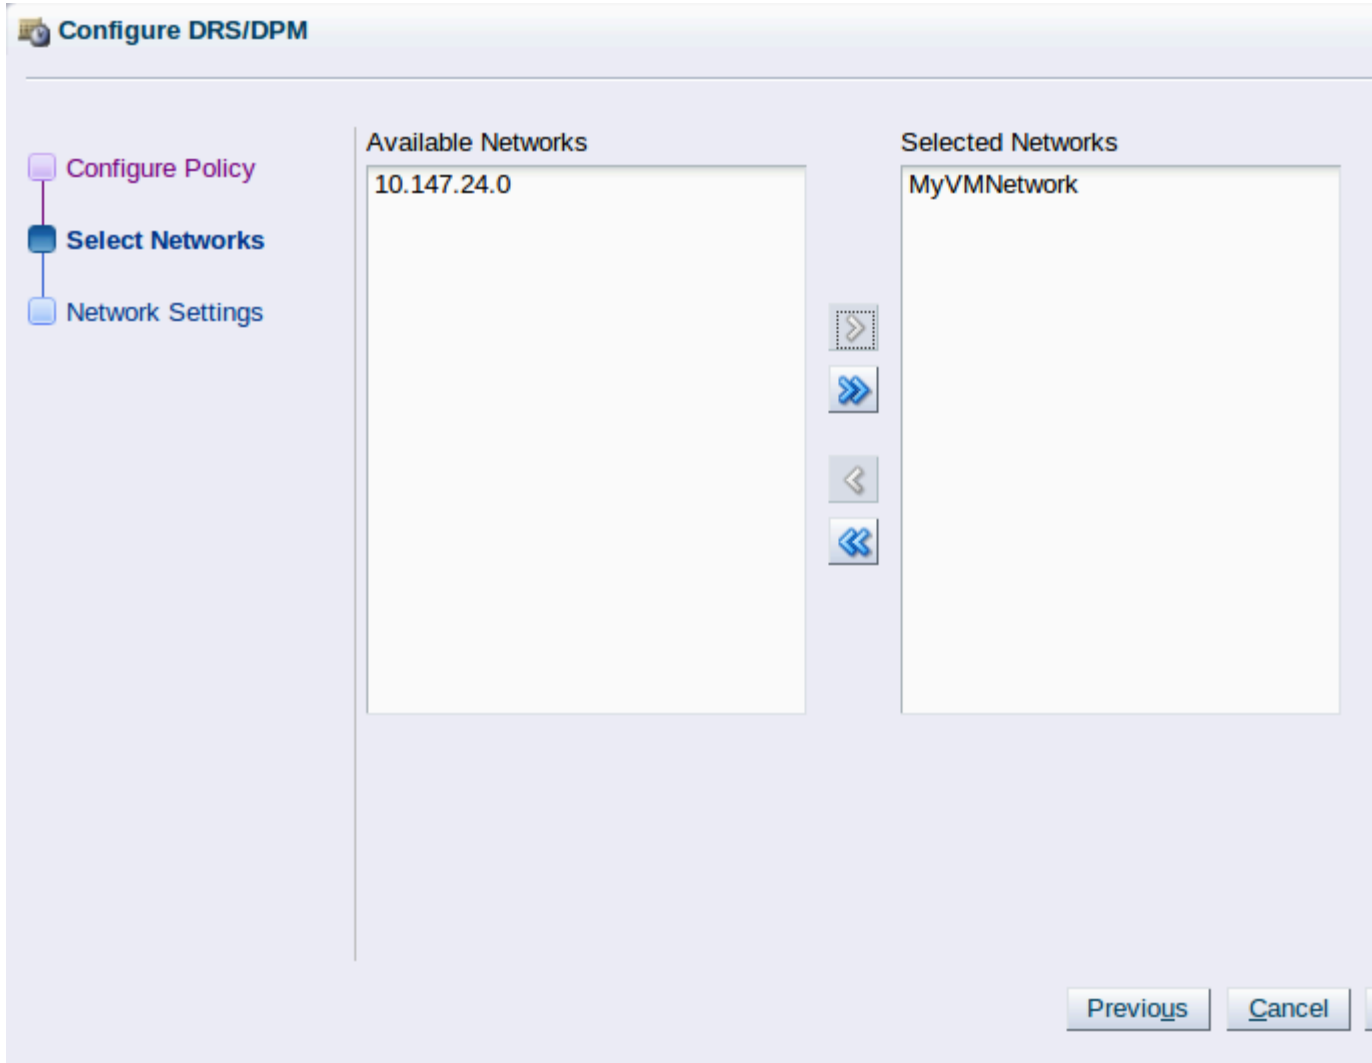 Configure DRS/DPM
Configure Policy
Select Networks
Network Settings
Available Networks
10.147.24.0
Selected Networks
MyVMNetwork
Previous
Cancel